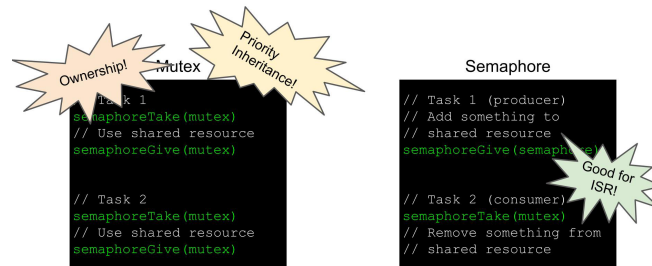 Ownership!
Mutex
Priority
Inheritance!
Task 1
semaphoreTake(mutex)
// Use shared resource
semaphoreGive(mutex)
// Task 2
semaphoreTake(mutex)
// Use shared resource
semaphoreGive(mutex)
Semaphore
// Task 1 (producer)
// Add something to
// shared resource
semaphoreGive(semaphore)
Good for
ISR!
// Task 2 (consumer)
semaphoreTake(mutex)
// Remove something from
// shared resource